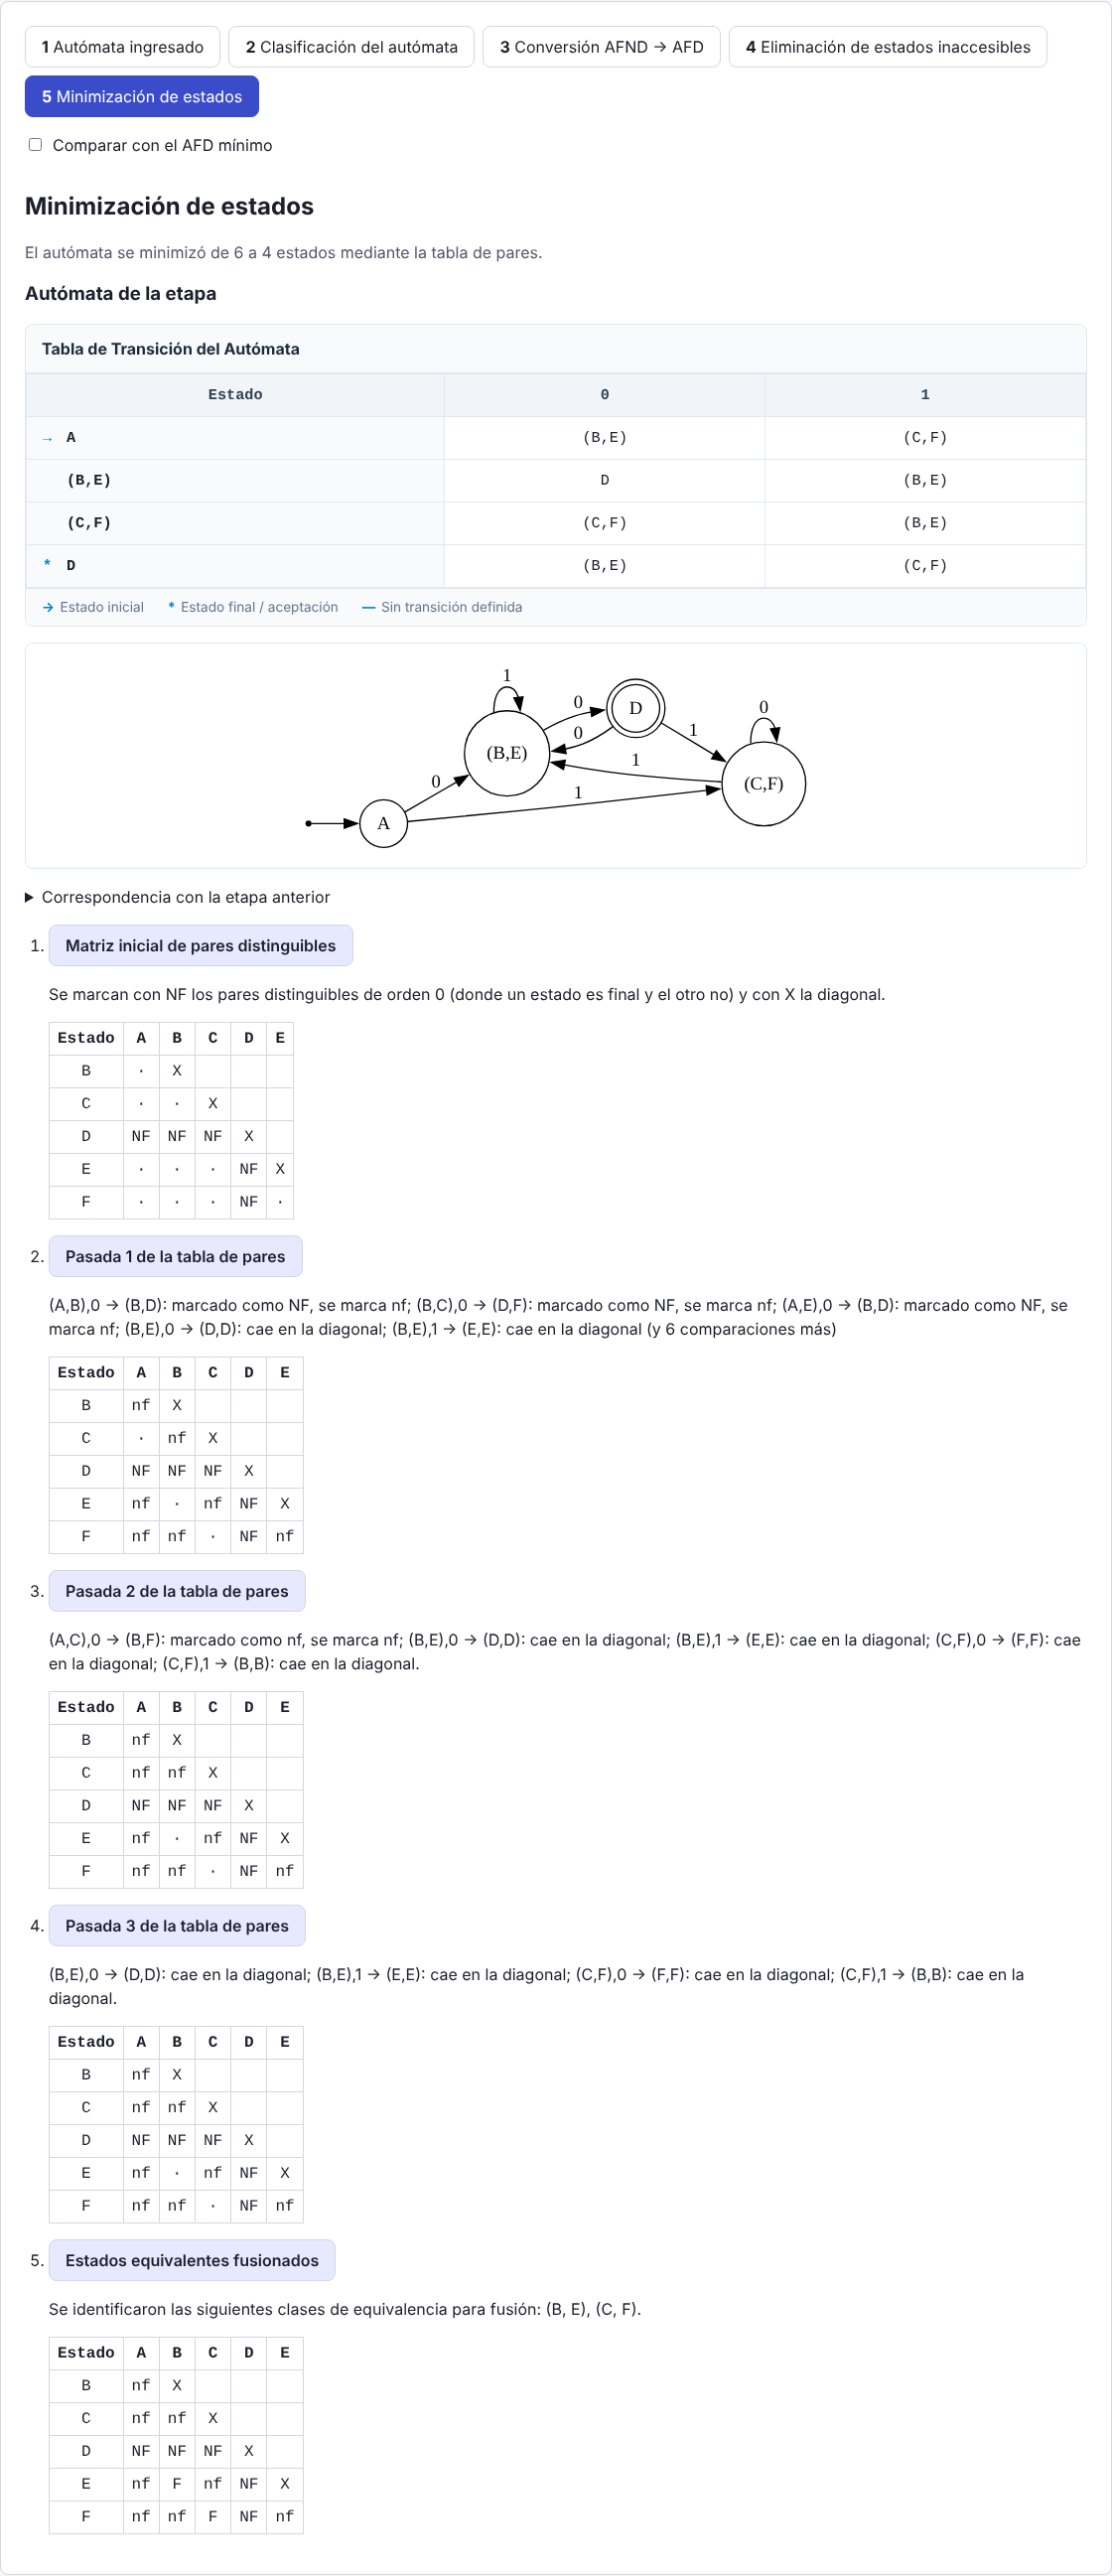 1 Autómata ingresado 2 Clasificación del autómata 3 Conversión AFND → AFD 4 Eliminación de estados inaccesibles
5 Minimización de estados
Comparar con el AFD mínimo
Minimización de estados
El autómata se minimizó de 6 a 4 estados mediante la tabla de pares.
Autómata de la etapa
Tabla de Transición del Autómata
Estado 0 1
→ A (B,E) (C,F)
(B,E) D (B,E)
(C,F) (C,F) (B,E)
* D (B,E) (C,F)
→ Estado inicial * Estado final / aceptación — Sin transición definida
1
0 D 0
(B,E) 0 1
1 (C,F)
0 1
A
▶ Correspondencia con la etapa anterior
1. Matriz inicial de pares distinguibles
Se marcan con NF los pares distinguibles de orden 0 (donde un estado es final y el otro no) y con X la diagonal.
Estado A B C D E
B · X
C · · X
D NF NF NF X
E · · · NF X
F · · · NF ·
2. Pasada 1 de la tabla de pares
(A,B),0 → (B,D): marcado como NF, se marca nf; (B,C),0 → (D,F): marcado como NF, se marca nf; (A,E),0 → (B,D): marcado como NF, se
marca nf; (B,E),0 → (D,D): cae en la diagonal; (B,E),1 → (E,E): cae en la diagonal (y 6 comparaciones más)
Estado A B C D E
B nf X
C · nf X
D NF NF NF X
E nf · nf NF X
F nf nf · NF nf
3. Pasada 2 de la tabla de pares
(A,C),0 → (B,F): marcado como nf, se marca nf; (B,E),0 → (D,D): cae en la diagonal; (B,E),1 → (E,E): cae en la diagonal; (C,F),0 → (F,F): cae
en la diagonal; (C,F),1 → (B,B): cae en la diagonal.
Estado A B C D E
B nf X
C nf nf X
D NF NF NF X
E nf · nf NF X
F nf nf · NF nf
4. Pasada 3 de la tabla de pares
(B,E),0 → (D,D): cae en la diagonal; (B,E),1 → (E,E): cae en la diagonal; (C,F),0 → (F,F): cae en la diagonal; (C,F),1 → (B,B): cae en la
diagonal.
Estado A B C D E
B nf X
C nf nf X
D NF NF NF X
E nf · nf NF X
F nf nf · NF nf
5. Estados equivalentes fusionados
Se identificaron las siguientes clases de equivalencia para fusión: (B, E), (C, F).
Estado A B C D E
B nf X
C nf nf X
D NF NF NF X
E nf F nf NF X
F nf nf F NF nf